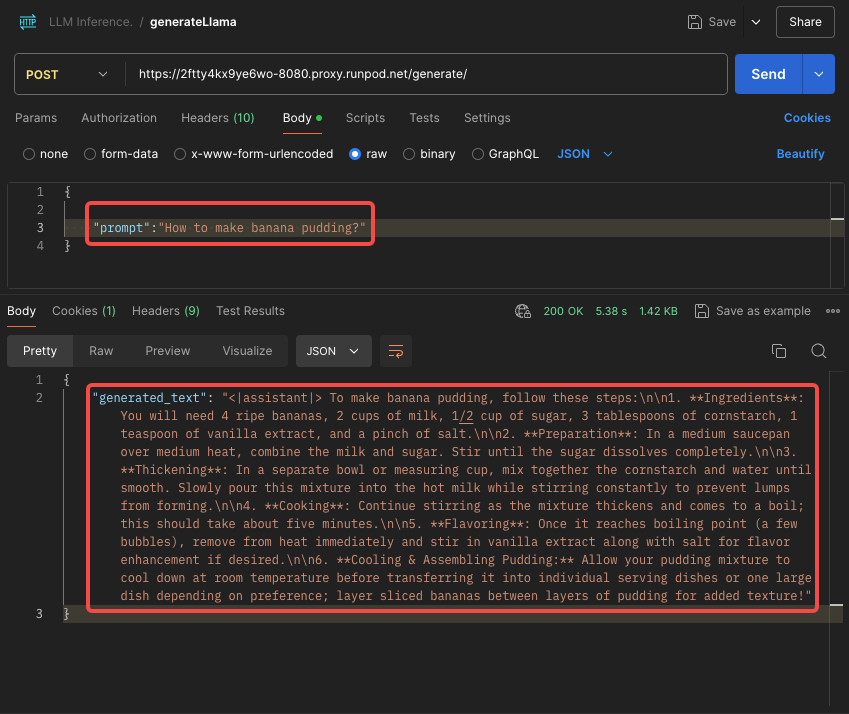 HTTP LLM Inference. / generateLlama Save Share
POST https://2ftty4kx9ye6wo-8080.proxy.runpod.net/generate/ Send
Params Authorization Headers (10) Body Scripts Tests Settings Cookies
none form-data x-www-form-urlencoded raw binary GraphQL JSON Beautify
1 {
2
3 "prompt":"How to make banana pudding?"
4 }
Body Cookies (1) Headers (9) Test Results 200 OK 5.38 s 1.42 KB Save as example
Pretty Raw Preview Visualize JSON
1 {
2 "generated_text": "<|assistant|> To make banana pudding, follow these steps:\n\n1. **Ingredients**:
You will need 4 ripe bananas, 2 cups of milk, 1/2 cup of sugar, 3 tablespoons of cornstarch, 1
teaspoon of vanilla extract, and a pinch of salt.\n\n2. **Preparation**: In a medium saucepan
over medium heat, combine the milk and sugar. Stir until the sugar dissolves completely.\n\n3.
**Thickening**: In a separate bowl or measuring cup, mix together the cornstarch and water until
smooth. Slowly pour this mixture into the hot milk while stirring constantly to prevent lumps
from forming.\n\n4. **Cooking**: Continue stirring as the mixture thickens and comes to a boil;
this should take about five minutes.\n\n5. **Flavoring**: Once it reaches boiling point (a few
bubbles), remove from heat immediately and stir in vanilla extract along with salt for flavor
enhancement if desired.\n\n6. **Cooling & Assembling Pudding:** Allow your pudding mixture to
cool down at room temperature before transferring it into individual serving dishes or one large
dish depending on preference; layer sliced bananas between layers of pudding for added texture!"
3 }